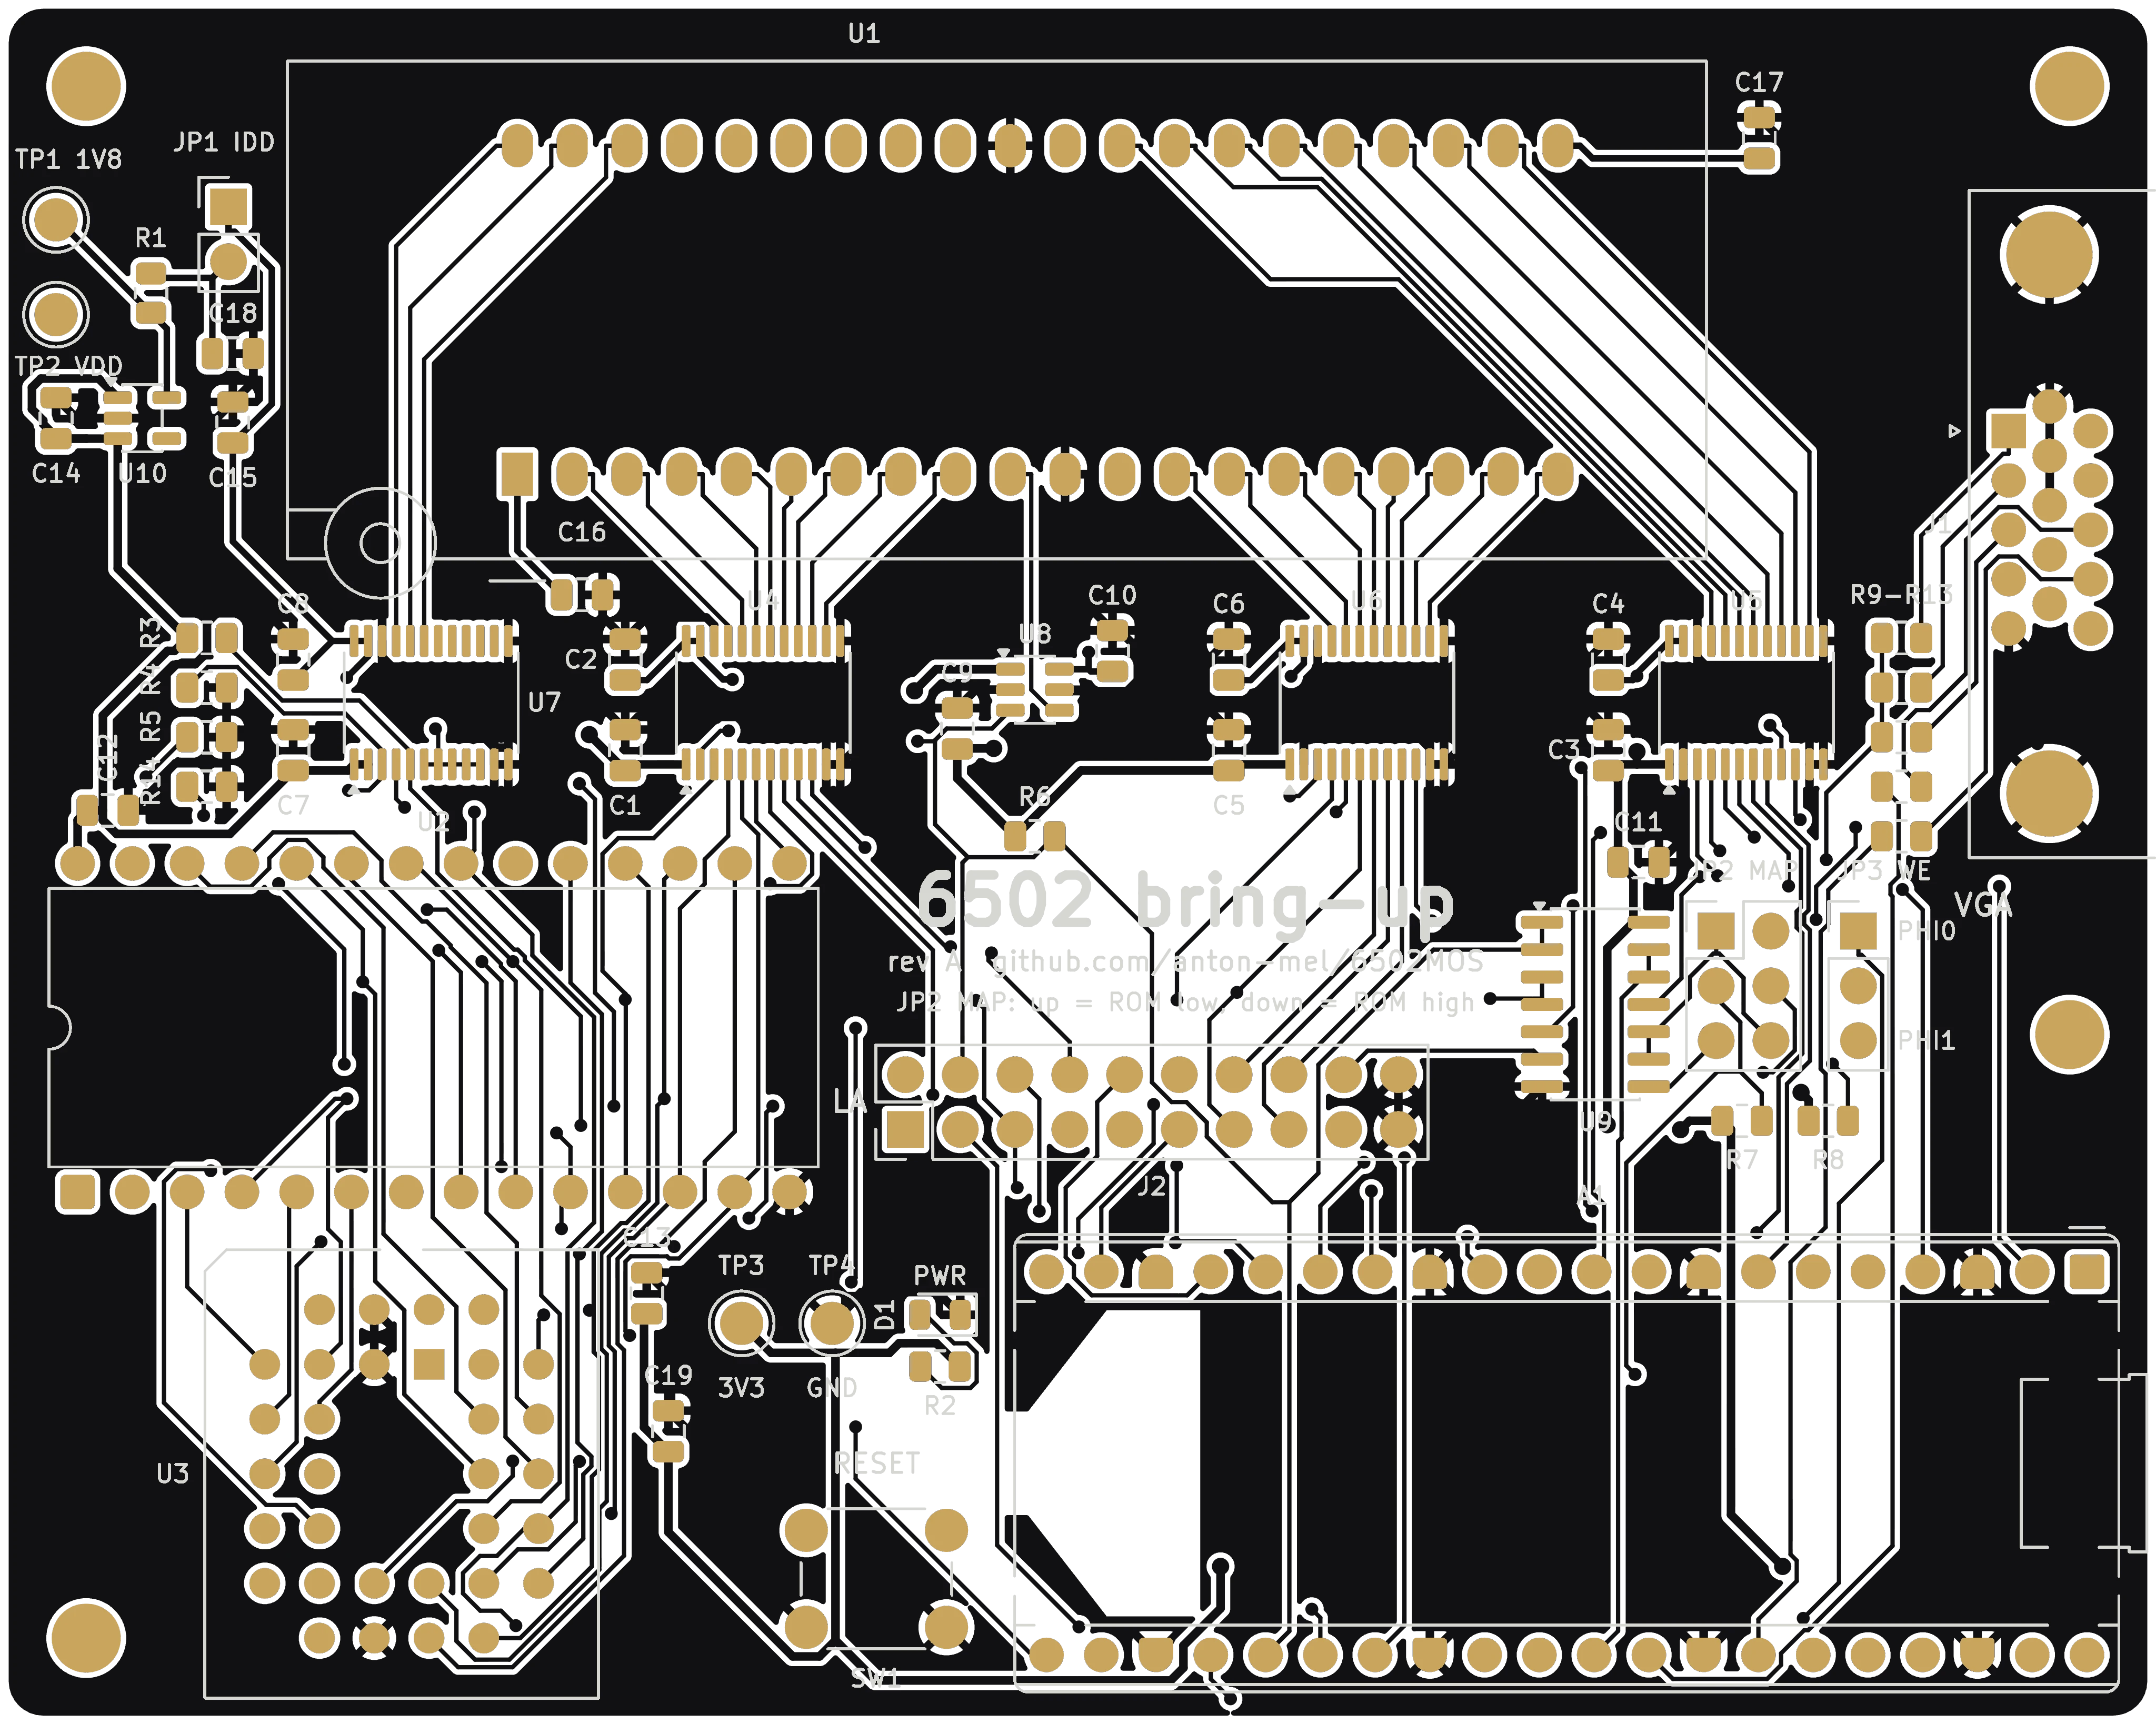 U1
C17
JP1 IDD
TP1 1V8
R1
C18
TP2 VDD
C14
U10
C15
J1
C16
C8
U4
C10
C6
U6
C4
U5
R9-R13
R3
C2
U8
R4
C9
U7
R5
C12
C3
R14
C7
U2
C1
R6
C5
C11
JP2 MAP
JP3 WE
6502 bring-up
VGA
PHI0
rev A github.com/anton-mel/6502MOS
JP2 MAP: up = ROM low, down = ROM high
PHI1
LA
U9
R7
R8
J2
A1
C13
TP3
TP4
PWR
D1
C19
3V3
GND
R2
RESET
U3
SW1